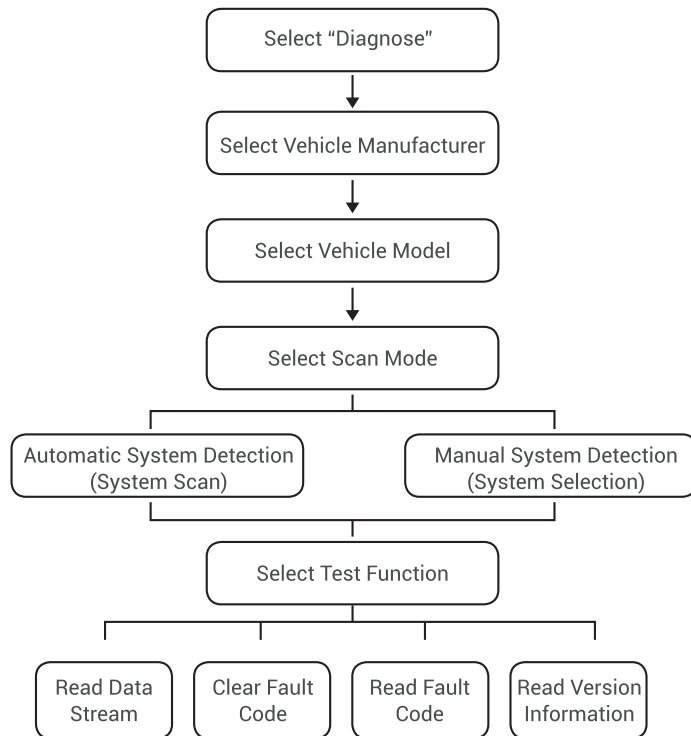 Select “Diagnose”
Select Vehicle Manufacturer
Select Vehicle Model
Select Scan Mode
Automatic System Detection
(System Scan)
Manual System Detection
(System Selection)
Select Test Function
Read Data
Stream
Clear Fault
Code
Read Fault
Code
Read Version
Information